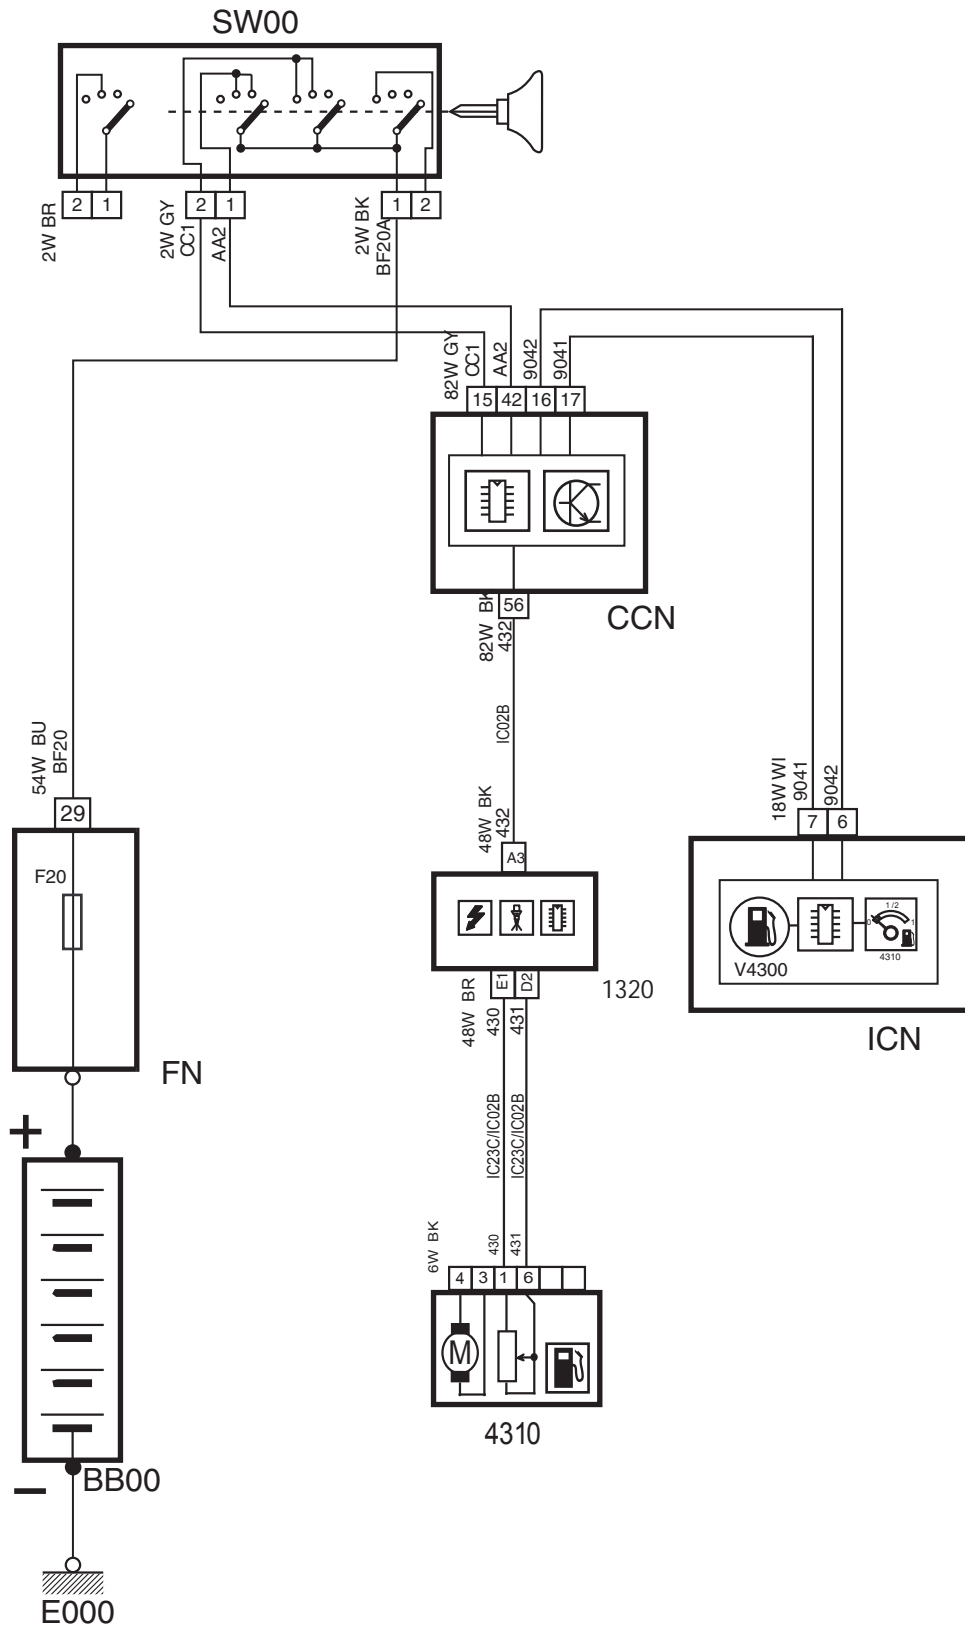 SW00
2 1
2 1
1 2
2W BR
2W GY
CC1
AA2
2W BK
BF20A
82W GY
CC1
AA2
9042
9041
15 42 16 17
CCN
56
82W BK
432
IC02B
54W BU
BF20
29
F20
FN
48W BK
432
A3
1320
E1 D2
48W BR
430
431
IC23C/IC02B
IC23C/IC02B
18W WI
9041
9042
7 6
V4300
0
1/2
1
4310
ICN
6W BK
430
431
4 3 1 6
M
4310
+
BB00
–
E000